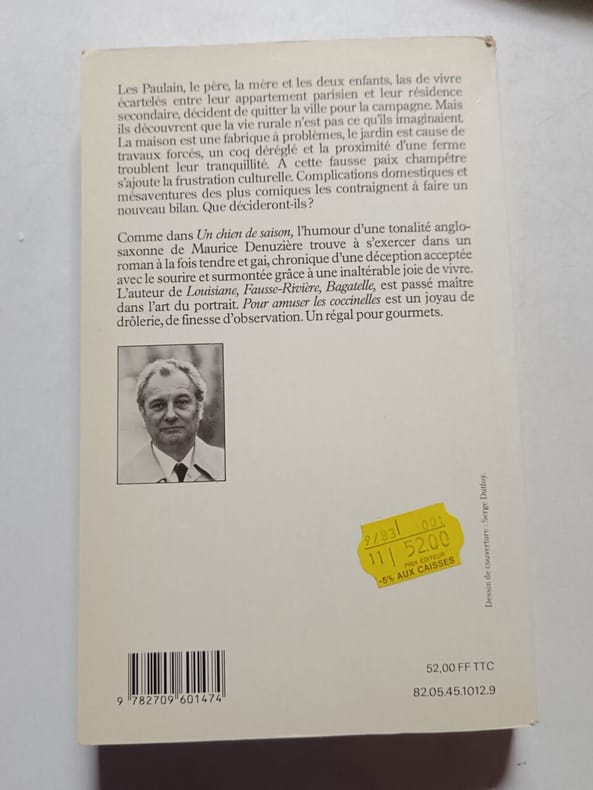 Les Paulain, le père, la mère et les deux enfants, las de vivre
écartelés entre leur appartement parisien et leur résidence
secondaire, décident de quitter la ville pour la campagne. Mais
ils découvrent que la vie rurale n'est pas ce qu'ils imaginaient.
La maison est une fabrique à problèmes, le jardin est cause de
travaux forcés, un coq déréglé et la proximité d'une ferme
troublent leur tranquillité. A cette fausse paix champêtre
s'ajoute la frustration culturelle. Complications domestiques et
mésaventures des plus comiques les contraignent à faire un
nouveau bilan. Que décideront-ils ?
Comme dans Un chien de saison, l'humour d'une tonalité anglo-
saxonne de Maurice Denuzière trouve à s'exercer dans un
roman à la fois tendre et gai, chronique d'une déception acceptée
avec le sourire et surmontée grâce à une inaltérable joie de vivre.
L'auteur de Louisiane, Fausse-Rivière, Bagatelle, est passé maître
dans l'art du portrait. Pour amuser les coccinelles est un joyau de
drôlerie, de finesse d'observation. Un régal pour gourmets.
Dessin de couverture : Serge Dutfoy.
9/83 001
11 52.00
PRIX EDITEUR
-5% AUX CAISSES
9 782709 601474
52,00 FF TTC
82.05.45.1012.9